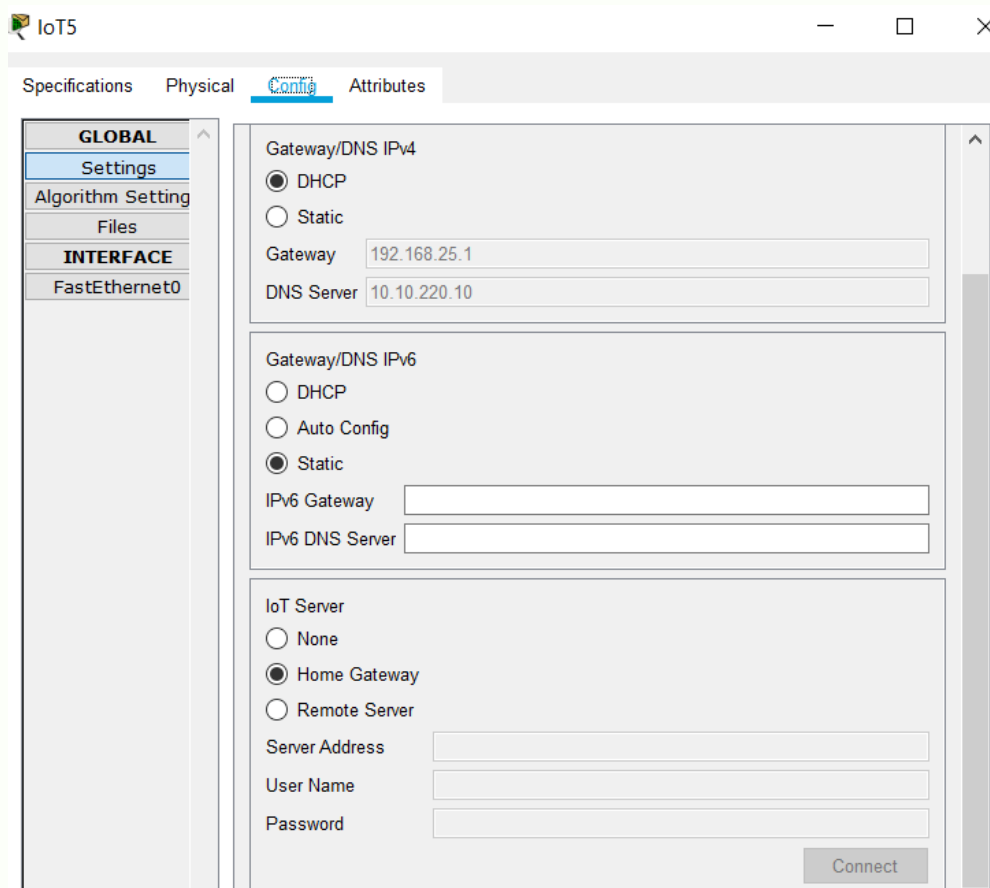 IoT5
Specifications Physical Config Attributes
GLOBAL
Settings
Algorithm Setting
Files
INTERFACE
FastEthernet0
Gateway/DNS IPv4
DHCP
Static
Gateway 192.168.25.1
DNS Server 10.10.220.10
Gateway/DNS IPv6
DHCP
Auto Config
Static
IPv6 Gateway
IPv6 DNS Server
IoT Server
None
Home Gateway
Remote Server
Server Address
User Name
Password
Connect